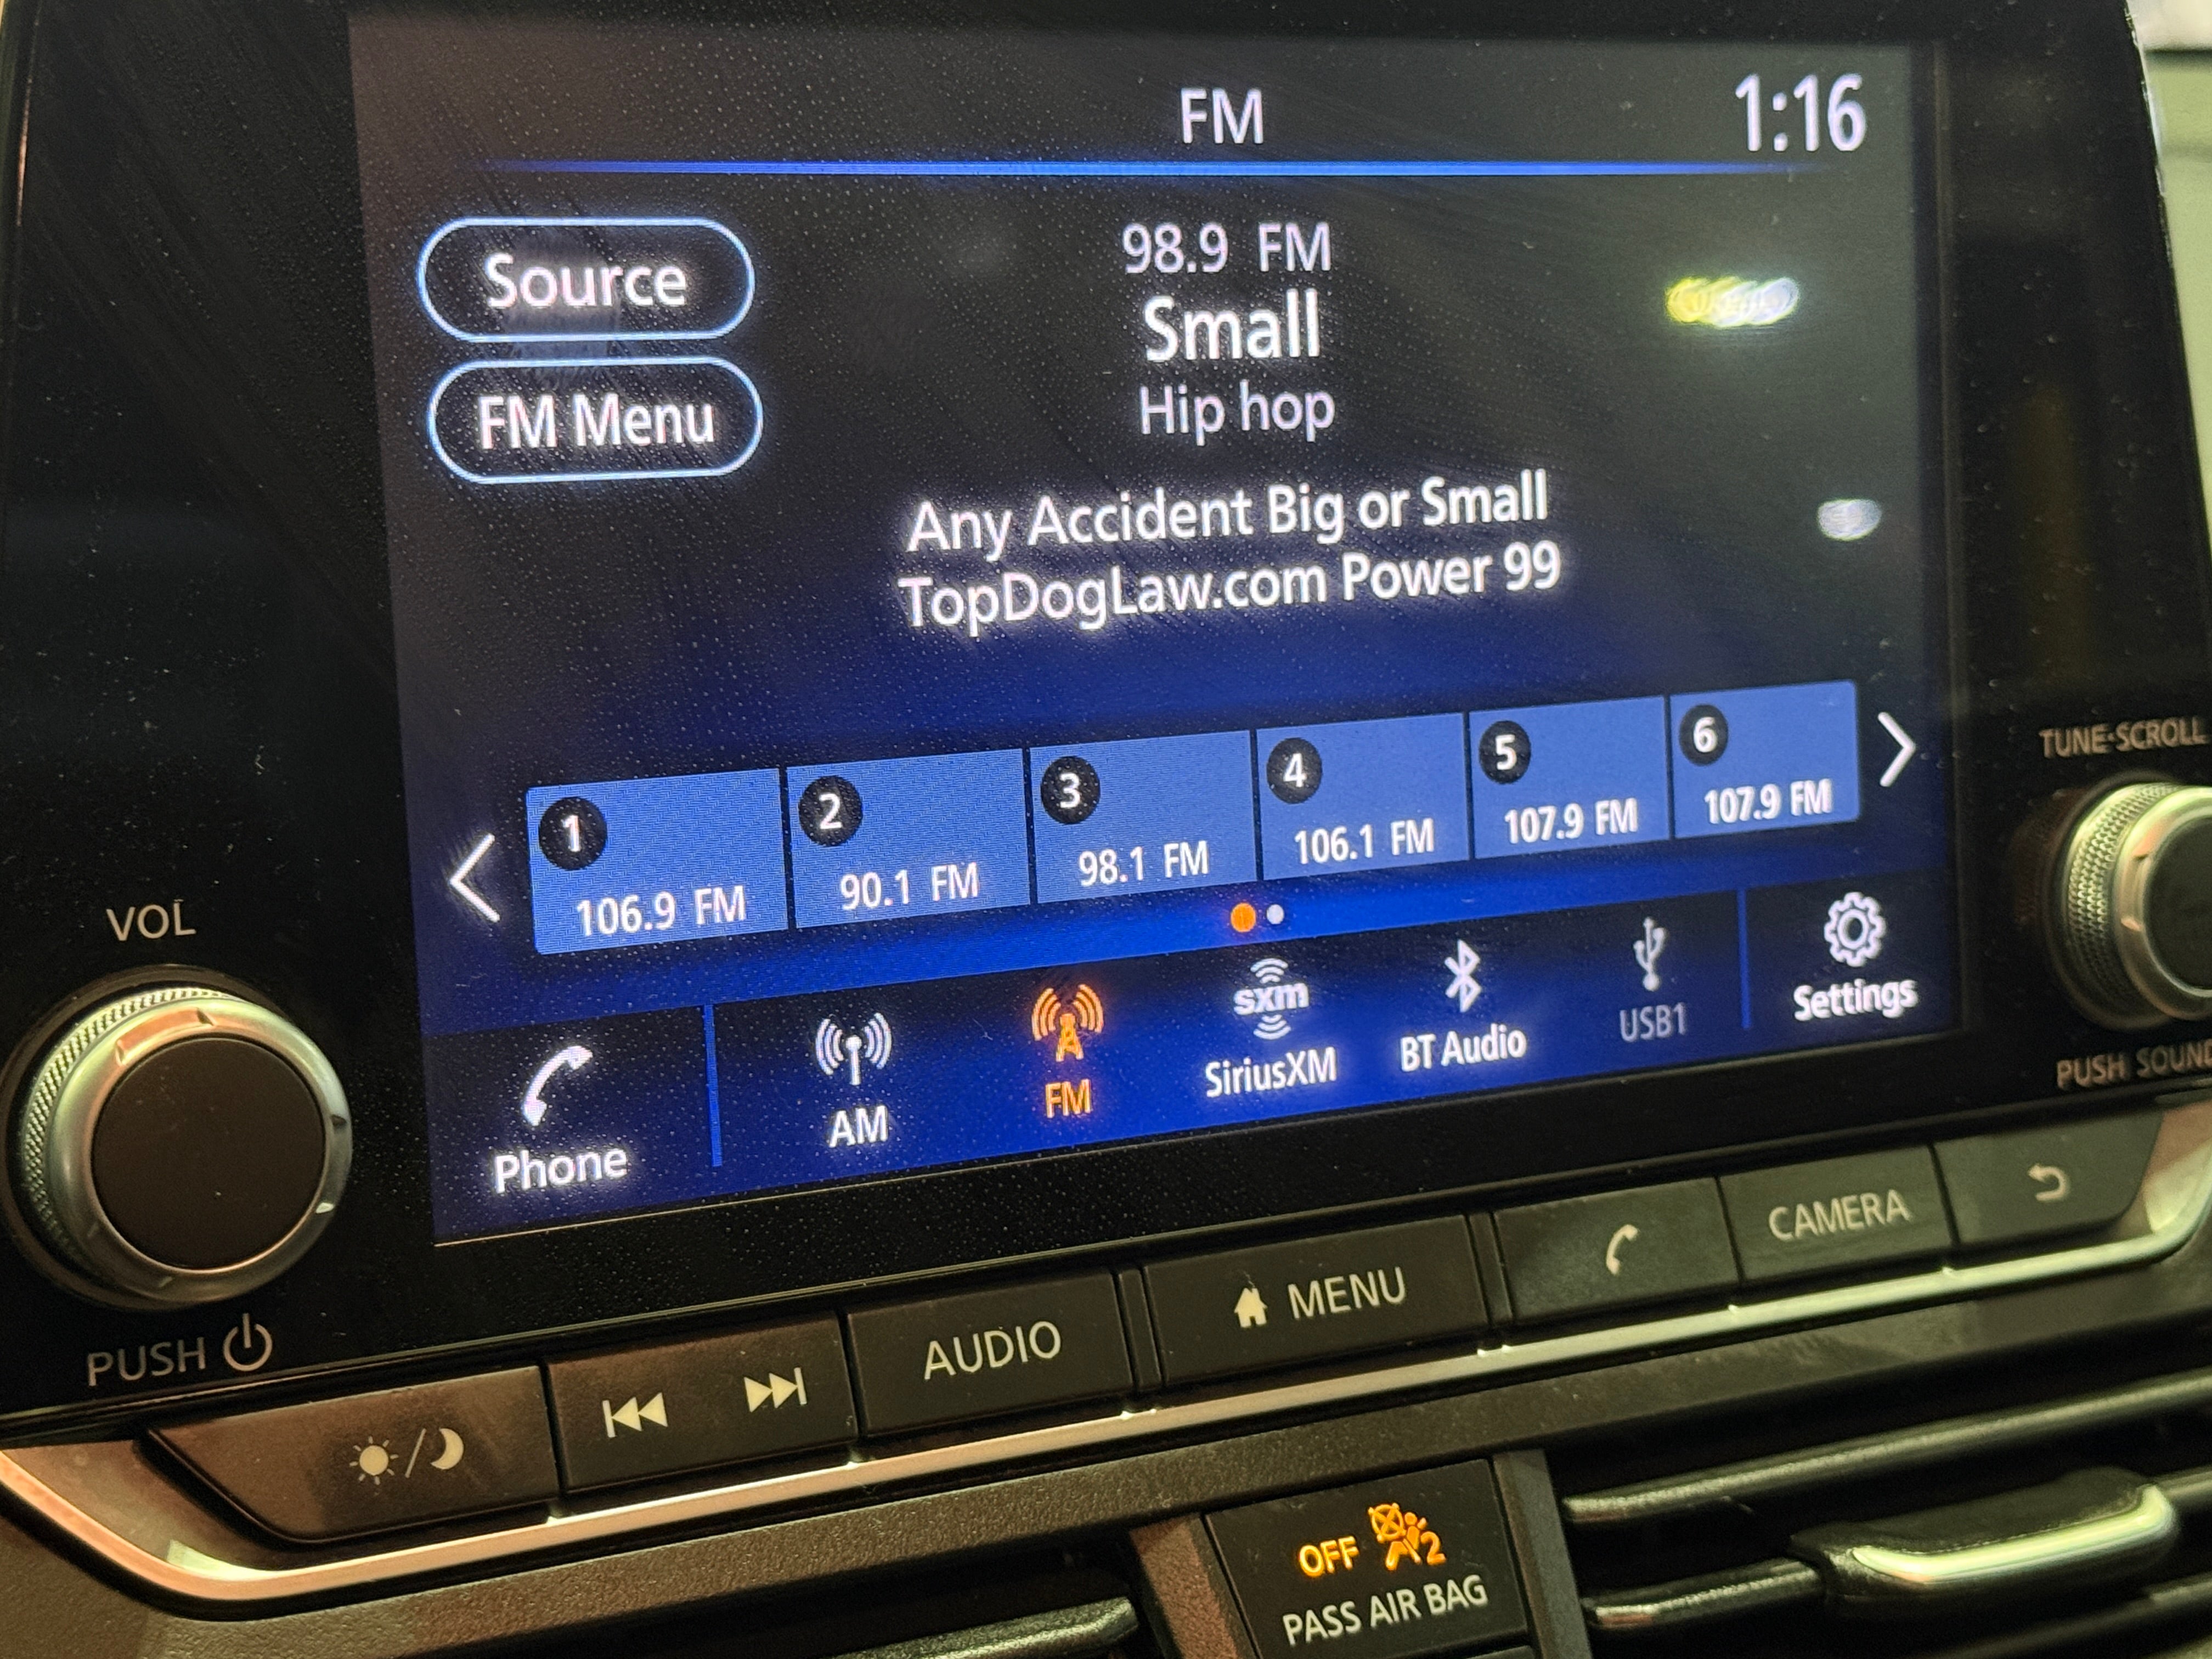 FM 1:16
Source
FM Menu
98.9 FM
Small
Hip hop
Any Accident Big or Small
TopDogLaw.com Power 99
1 2 3 4 5 6
106.9 FM 90.1 FM 98.1 FM 106.1 FM 107.9 FM 107.9 FM
sxm
Phone AM FM SiriusXM BT Audio USB1 Settings
VOL
PUSH
TUNE·SCROLL
PUSH SOUND
AUDIO MENU CAMERA
OFF 2
PASS AIR BAG